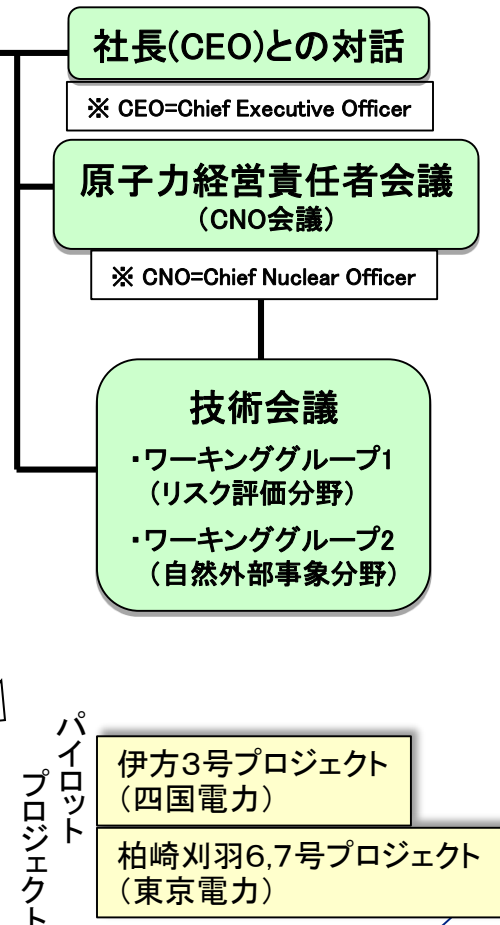 社長(CEO)との対話
※ CEO=Chief Executive Officer
原子力経営責任者会議
(CNO会議)
※ CNO=Chief Nuclear Officer
技術会議
・ワーキンググループ1
(リスク評価分野)
・ワーキンググループ2
(自然外部事象分野)
パイロット
プロジェクト
伊方3号プロジェクト
(四国電力)
柏崎刈羽6,7号プロジェクト
(東京電力)